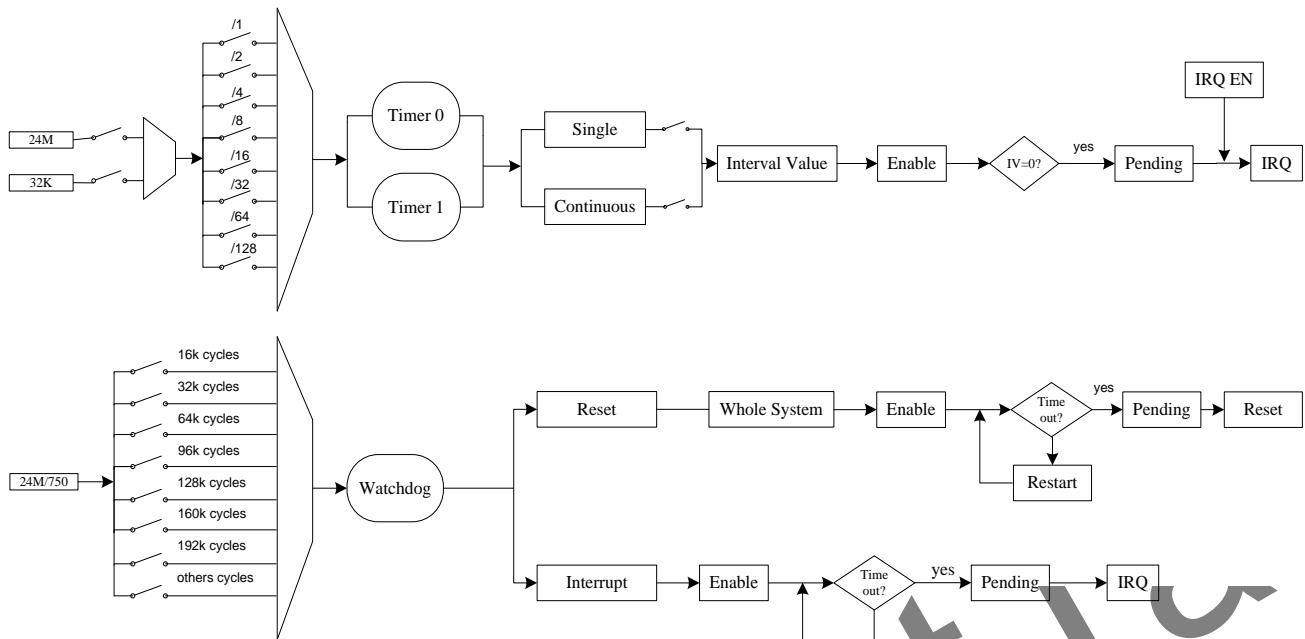 /1
/2
/4
/8
/16
/32
/64
/128
24M
32K
Timer 0
Timer 1
Single
Continuous
Interval Value
Enable
IV=0?
yes
Pending
IRQ EN
IRQ
16k cycles
32k cycles
64k cycles
96k cycles
128k cycles
160k cycles
192k cycles
others cycles
24M/750
Watchdog
Reset
Whole System
Enable
Time
out?
yes
Pending
Reset
Restart
Interrupt
Enable
Time
out?
yes
Pending
IRQ